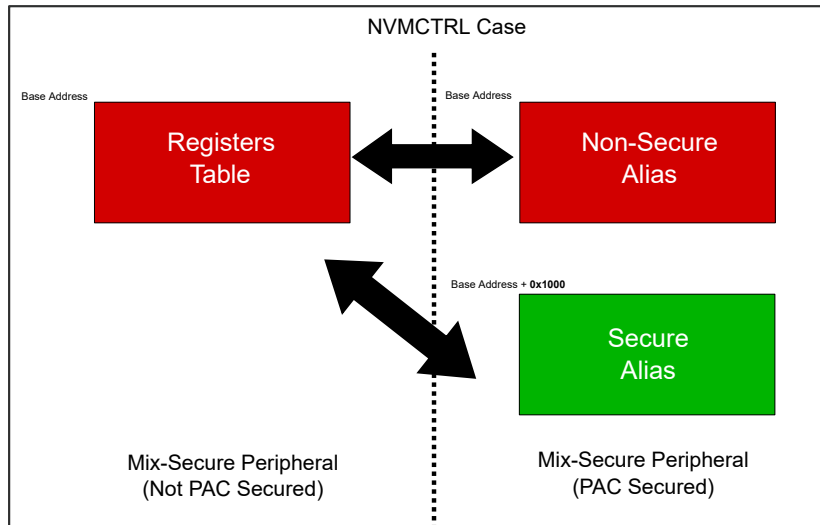 NVMCTRL Case
Base Address
Registers
Table
Base Address
Non-Secure
Alias
Base Address + 0x1000
Secure
Alias
Mix-Secure Peripheral
(Not PAC Secured)
Mix-Secure Peripheral
(PAC Secured)